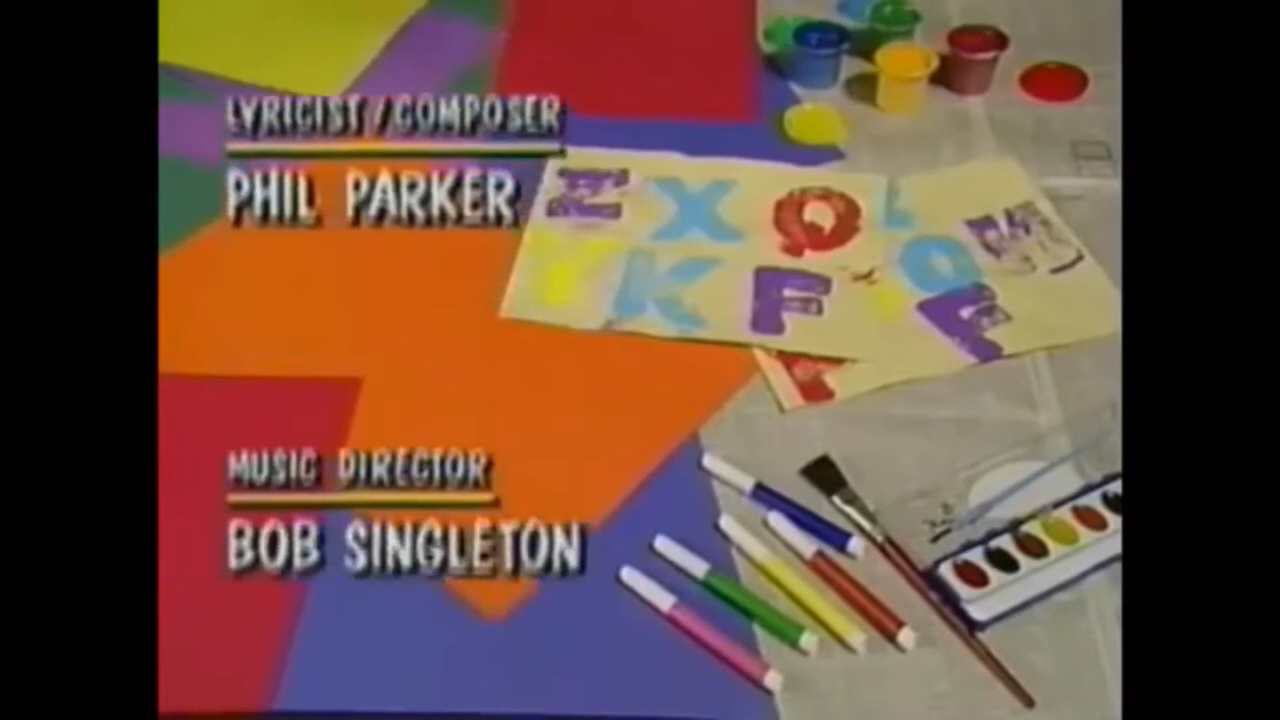 LYRICIST/COMPOSER
PHIL PARKER
Z X Q L
Y K F O
F
MUSIC DIRECTOR
BOB SINGLETON